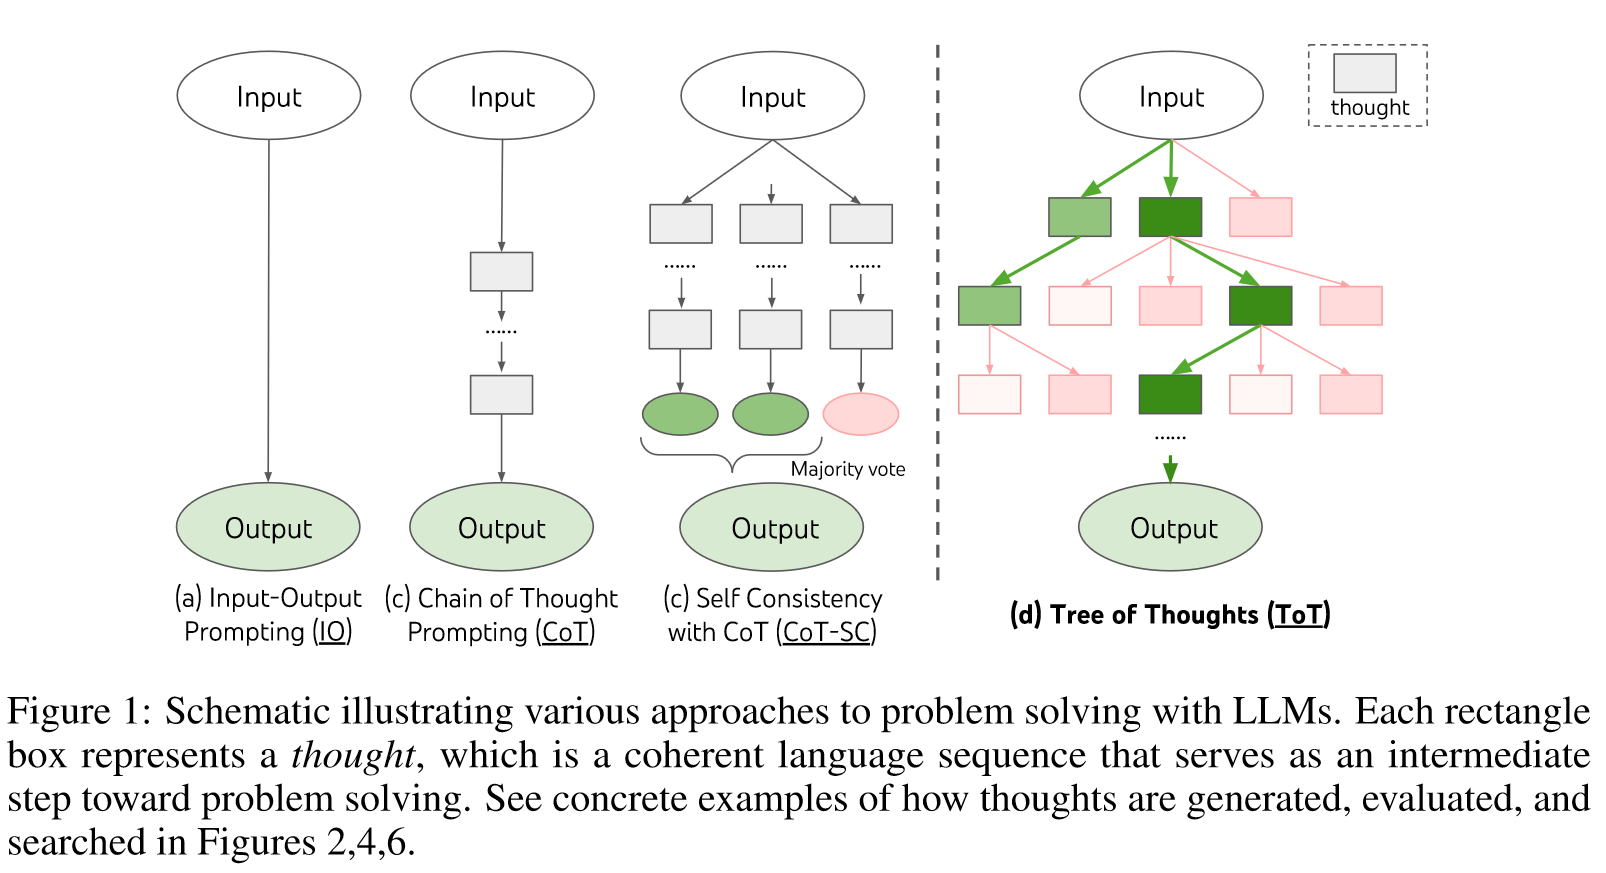 Input
Input
Input
Input
thought
......
......
......
......
......
Majority vote
Output
Output
Output
Output
(a) Input-Output
Prompting (IO)
(c) Chain of Thought
Prompting (CoT)
(c) Self Consistency
with CoT (CoT-SC)
(d) Tree of Thoughts (ToT)
Figure 1: Schematic illustrating various approaches to problem solving with LLMs. Each rectangle
box represents a thought, which is a coherent language sequence that serves as an intermediate
step toward problem solving. See concrete examples of how thoughts are generated, evaluated, and
searched in Figures 2,4,6.